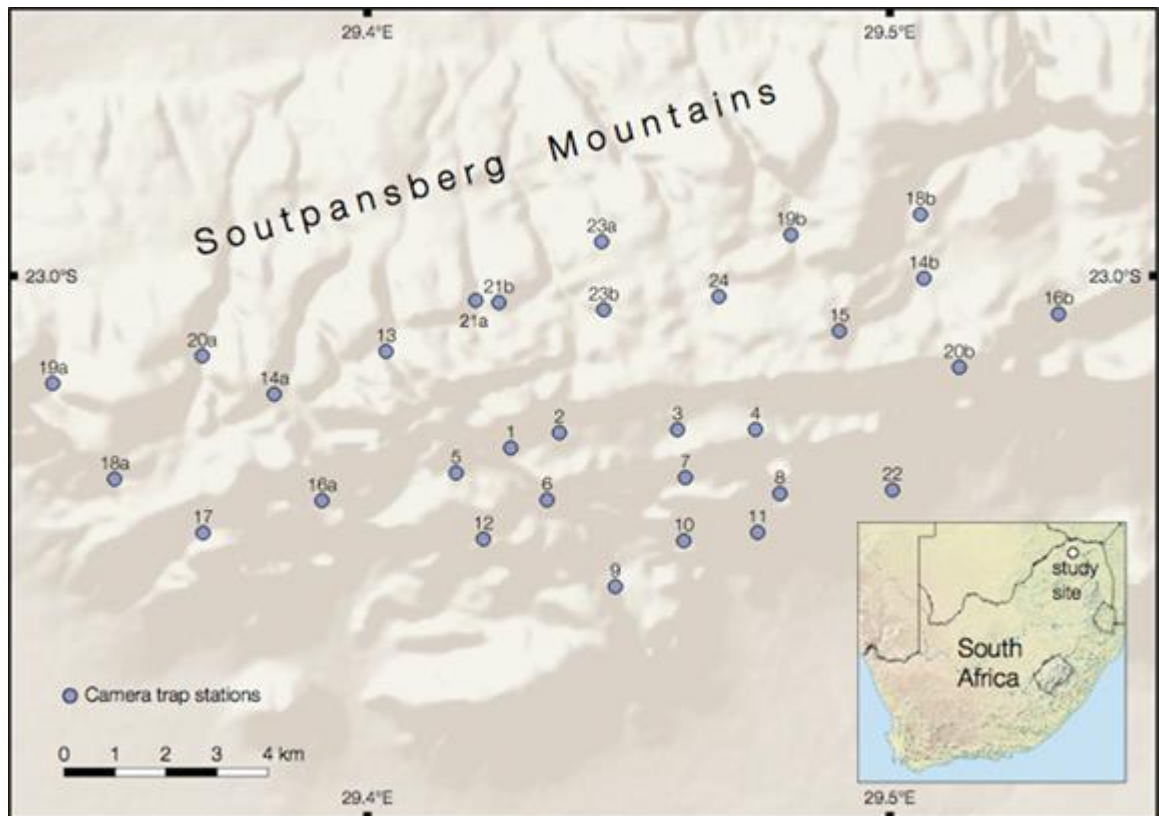 29.4°E
29.5°E
Soutpansberg Mountains
18b
23a
19b
23.0°S
23.0°S
14b
21b
24
23b
16b
21a
15
13
20a
20b
19a
14a
2
3
4
1
5
18a
7
8
22
16a
6
17
12
10
11
9
study
site
South
Africa
Camera trap stations
0 1 2 3 4 km
29.4°E
29.5°E